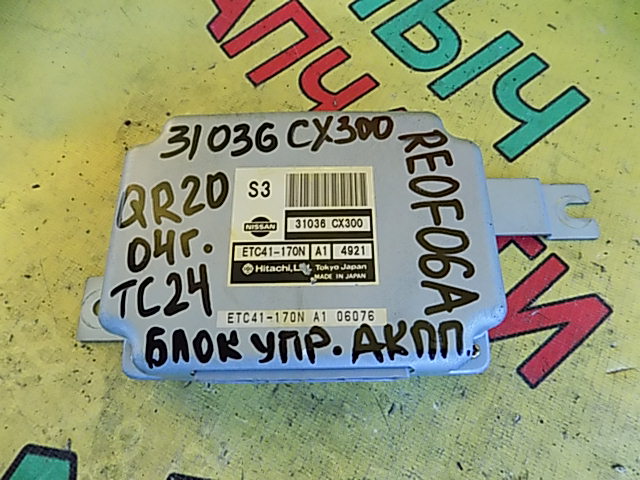 31036 CX300
RE0F06A
QR20
04г.
TC24
БЛОК УПР. АКПП.
S3
NISSAN
31036 CX300
ETC41-170N A1 4921
Hitachi, Ltd. Tokyo Japan
MADE IN JAPAN
ETC41-170N A1 06076